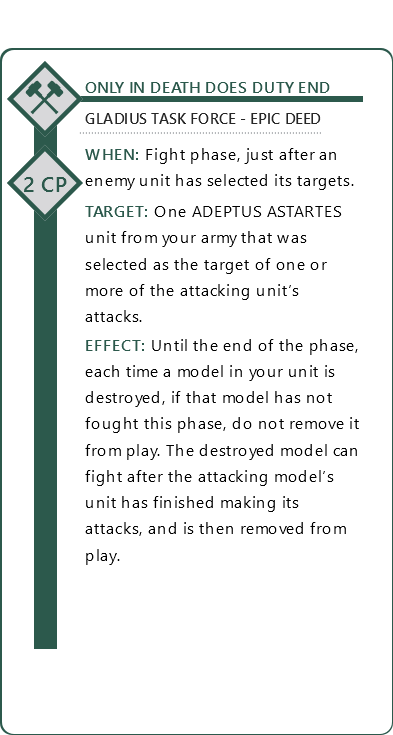 ONLY IN DEATH DOES DUTY END
GLADIUS TASK FORCE - EPIC DEED
2 CP
WHEN: Fight phase, just after an
enemy unit has selected its targets.
TARGET: One ADEPTUS ASTARTES
unit from your army that was
selected as the target of one or
more of the attacking unit's
attacks.
EFFECT: Until the end of the phase,
each time a model in your unit is
destroyed, if that model has not
fought this phase, do not remove it
from play. The destroyed model can
fight after the attacking model's
unit has finished making its
attacks, and is then removed from
play.